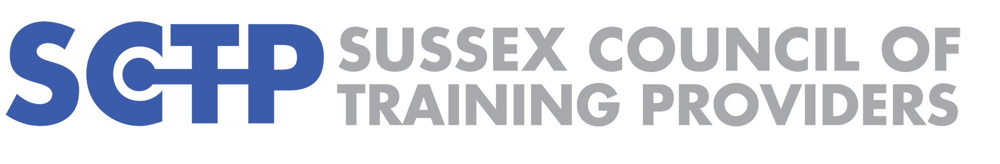 SCTP
SUSSEX COUNCIL OF
TRAINING PROVIDERS